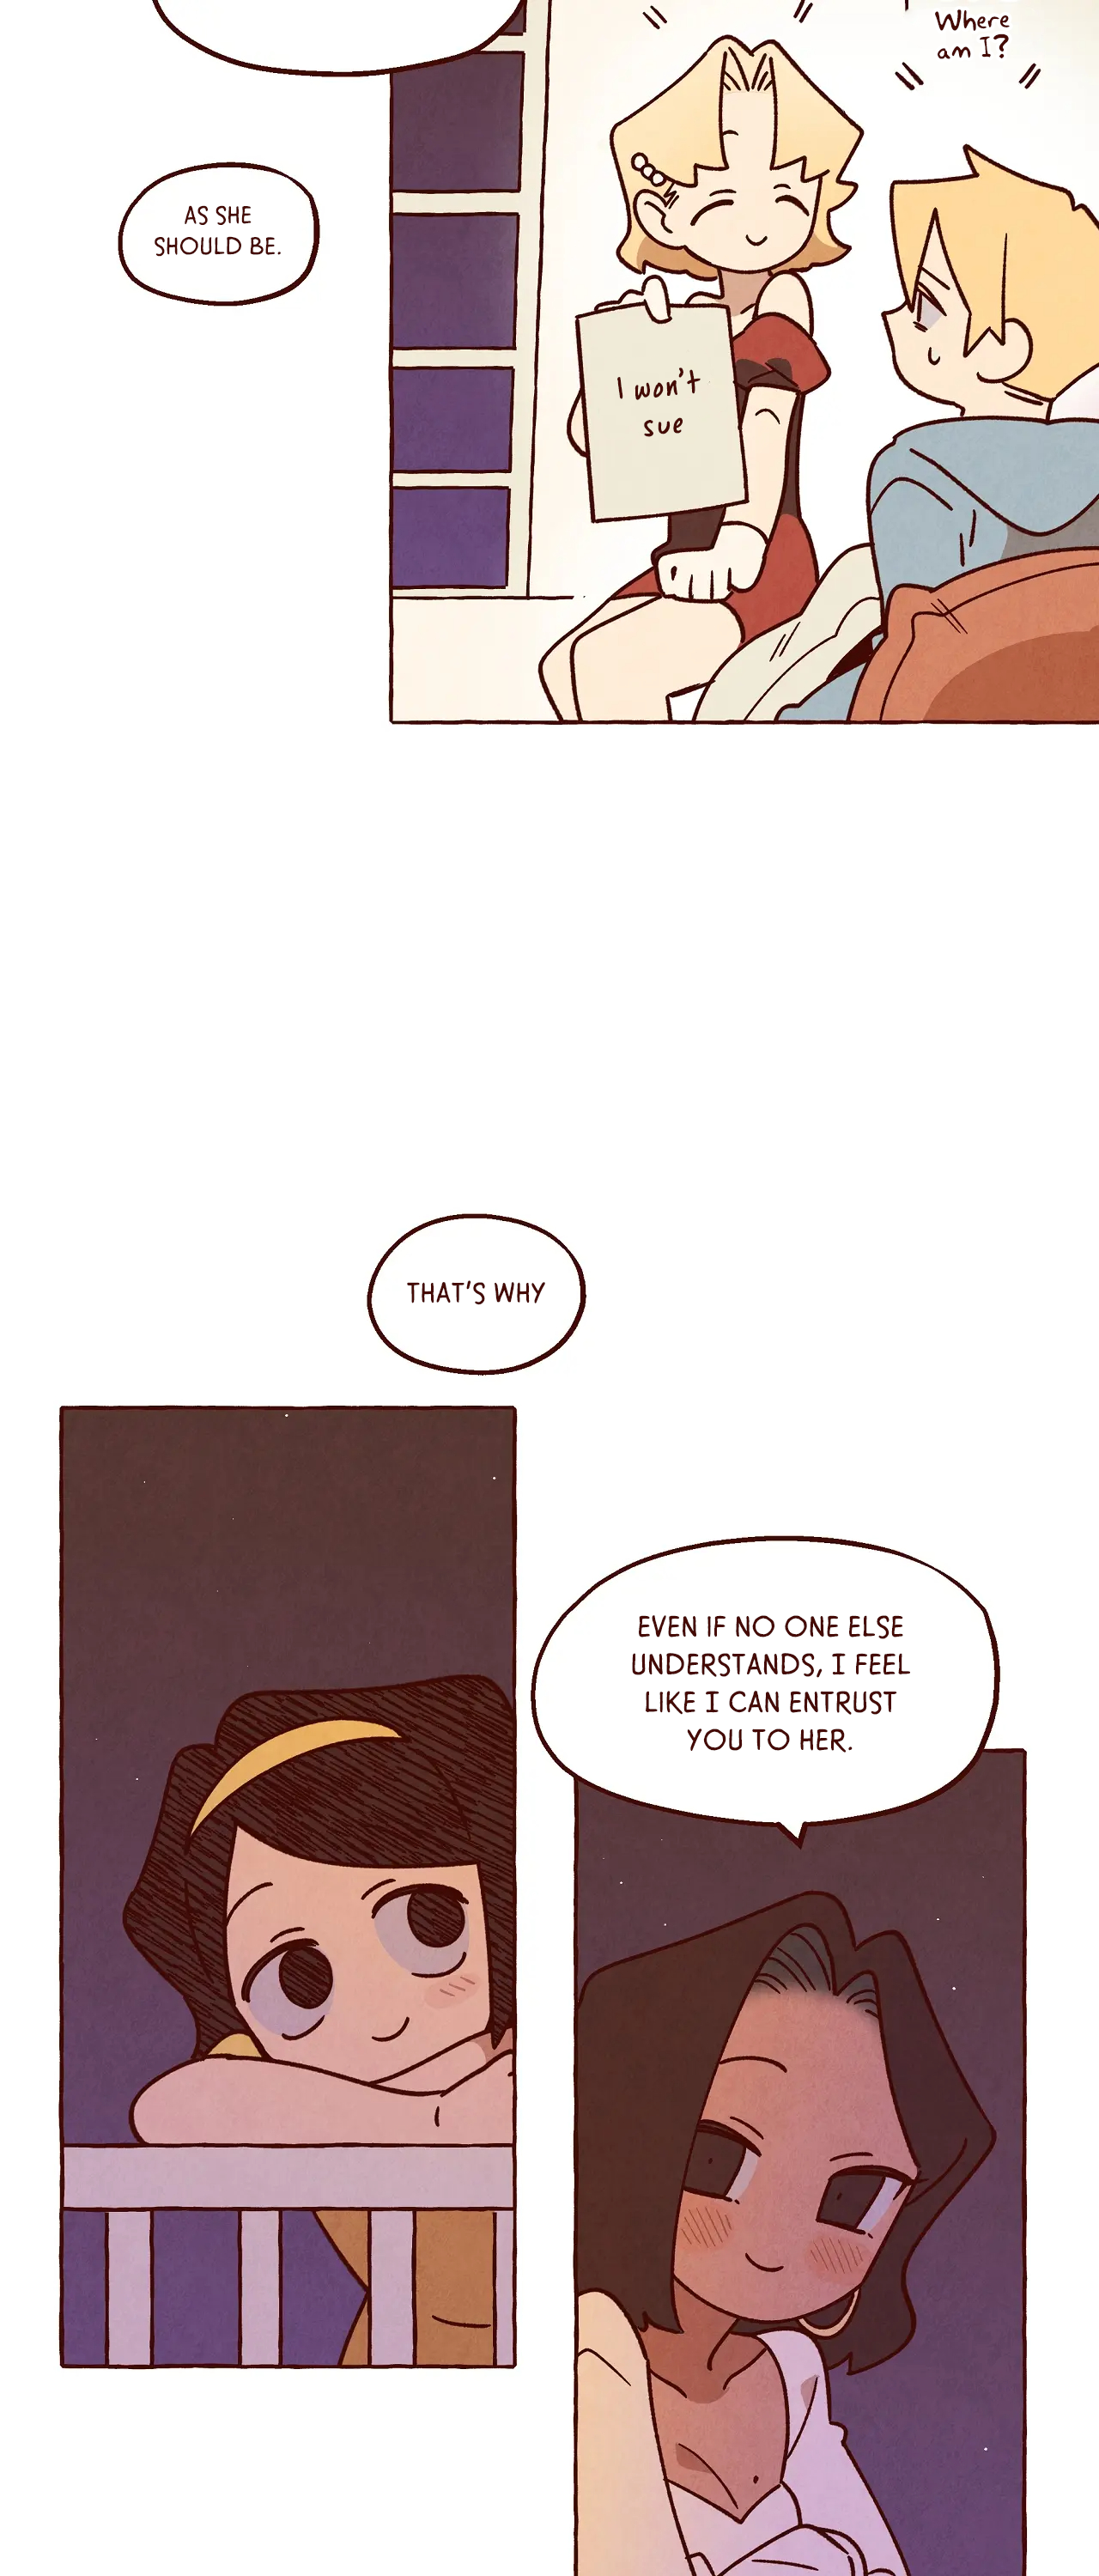 Where
am I?
AS SHE
SHOULD BE.
I won't
sue
THAT'S WHY
EVEN IF NO ONE ELSE
UNDERSTANDS, I FEEL
LIKE I CAN ENTRUST
YOU TO HER.